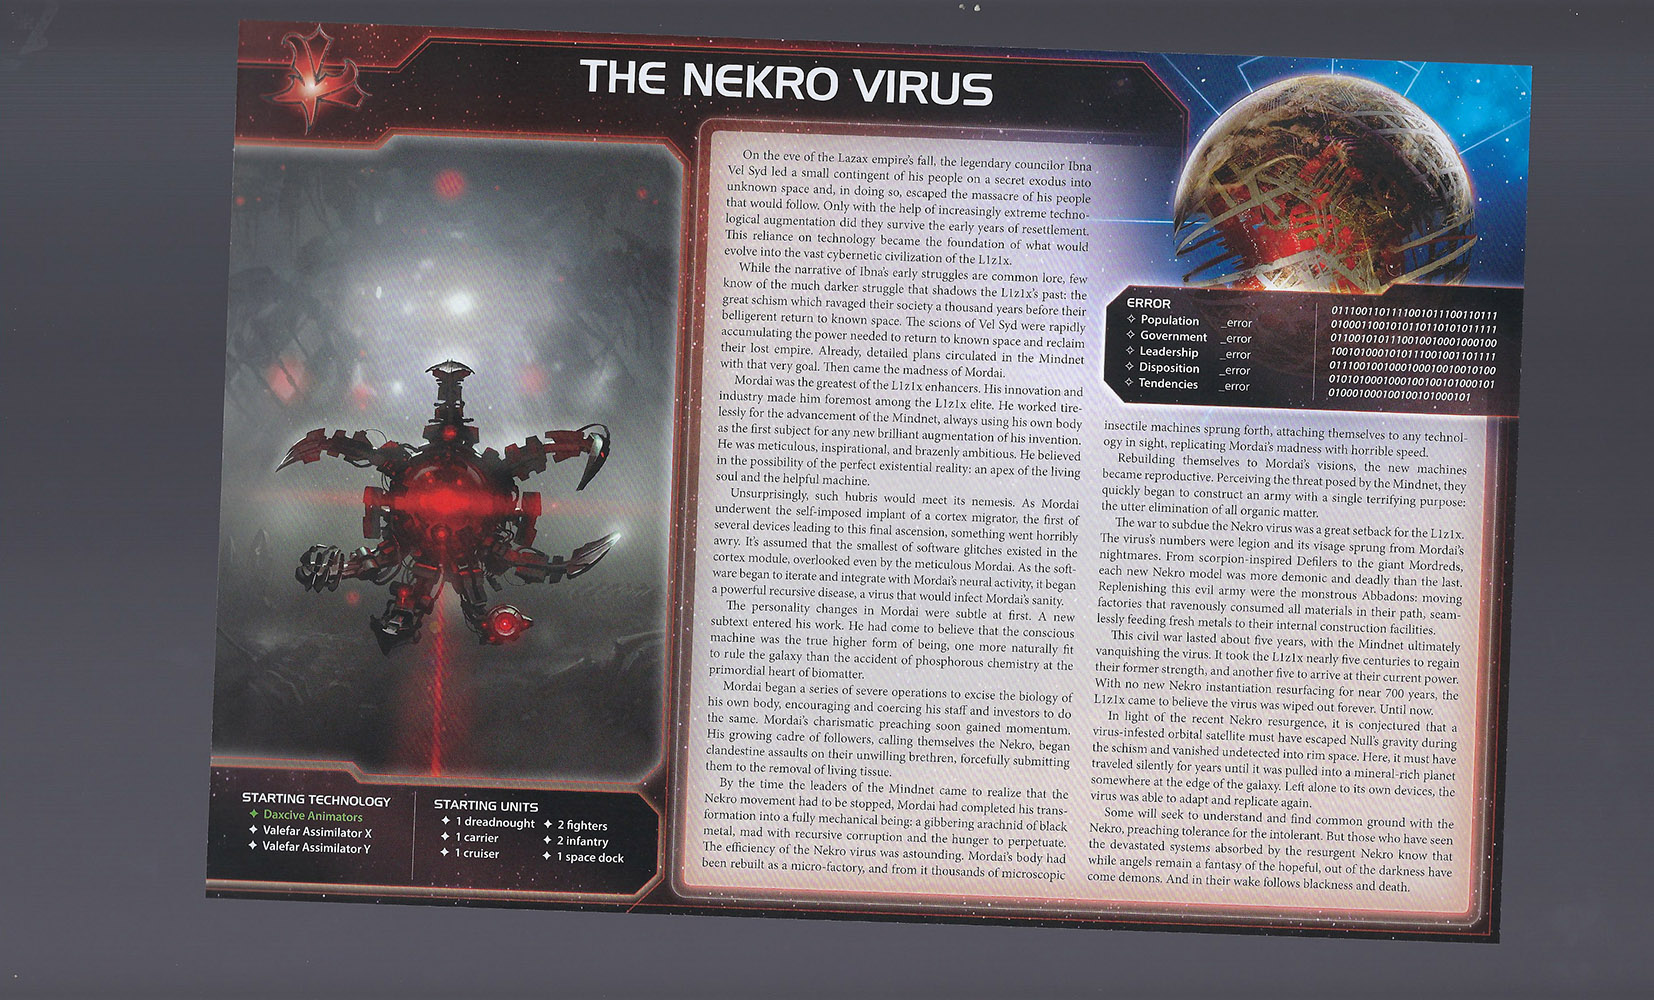 THE NEKRO VIRUS
On the eve of the Lazax empire's fall, the legendary councilor Ibna
Vel Syd led a small contingent of his people on a secret exodus into
unknown space and, in doing so, escaped the massacre of his people
that would follow. Only with the help of increasingly extreme techno-
logical augmentation did they survive the early years of resettlement.
This reliance on technology became the foundation of what would
evolve into the vast cybernetic civilization of the L1z1x.
While the narrative of Ibna's early struggles are common lore, few
know of the much darker struggle that shadows the L1z1x's past: the
great schism which ravaged their society a thousand years before their
belligerent return to known space. The scions of Vel Syd were rapidly
accumulating the power needed to return to known space and reclaim
their lost empire. Already, detailed plans circulated in the Mindnet
with that very goal. Then came the madness of Mordai.
Mordai was the greatest of the L1z1x enhancers. His innovation and
industry made him foremost among the L1z1x elite. He worked tire-
lessly for the advancement of the Mindnet, always using his own body
as the first subject for any new brilliant augmentation of his invention.
He was meticulous, inspirational, and brazenly ambitious. He believed
in the possibility of the perfect existential reality: an apex of the living
soul and the helpful machine.
Unsurprisingly, such hubris would meet its nemesis. As Mordai
underwent the self-imposed implant of a cortex migrator, the first of
several devices leading to this final ascension, something went horribly
awry. It's assumed that the smallest of software glitches existed in the
cortex module, overlooked even by the meticulous Mordai. As the soft-
ware began to iterate and integrate with Mordai's neural activity, it began
a powerful recursive disease, a virus that would infect Mordai's sanity.
The personality changes in Mordai were subtle at first. A new
subtext entered his work. He had come to believe that the conscious
machine was the true higher form of being, one more naturally fit
to rule the galaxy than the accident of phosphorous chemistry at the
primordial heart of biomatter.
Mordai began a series of severe operations to excise the biology of
his own body, encouraging and coercing his staff and investors to do
the same. Mordai's charismatic preaching soon gained momentum.
His growing cadre of followers, calling themselves the Nekro, began
clandestine assaults on their unwilling brethren, forcefully submitting
them to the removal of living tissue.
By the time the leaders of the Mindnet came to realize that the
Nekro movement had to be stopped, Mordai had completed his trans-
formation into a fully mechanical being: a gibbering arachnid of black
metal, mad with recursive corruption and the hunger to perpetuate.
The efficiency of the Nekro virus was astounding. Mordai's body had
been rebuilt as a micro-factory, and from it thousands of microscopic
ERROR
Population _error
Government _error
Leadership _error
Disposition _error
Tendencies _error
0111001101111001011100110111
0100011001010110110101011111
0110010101110010010001000100
1001010001010111001001101111
0111001001000100010010010100
0101010001000100100101000101
010001000100100101000101
insectile machines sprung forth, attaching themselves to any technol-
ogy in sight, replicating Mordai's madness with horrible speed.
Rebuilding themselves to Mordai's visions, the new machines
became reproductive. Perceiving the threat posed by the Mindnet, they
quickly began to construct an army with a single terrifying purpose:
the utter elimination of all organic matter.
The war to subdue the Nekro virus was a great setback for the L1z1x.
The virus's numbers were legion and its visage sprung from Mordai's
nightmares. From scorpion-inspired Defilers to the giant Mordreds,
each new Nekro model was more demonic and deadly than the last.
Replenishing this evil army were the monstrous Abbadons: moving
factories that ravenously consumed all materials in their path, seam-
lessly feeding fresh metals to their internal construction facilities.
This civil war lasted about five years, with the Mindnet ultimately
vanquishing the virus. It took the L1z1x nearly five centuries to regain
their former strength, and another five to arrive at their current power.
With no new Nekro instantiation resurfacing for near 700 years, the
L1z1x came to believe the virus was wiped out forever. Until now.
In light of the recent Nekro resurgence, it is conjectured that a
virus-infested orbital satellite must have escaped Null's gravity during
the schism and vanished undetected into rim space. Here, it must have
traveled silently for years until it was pulled into a mineral-rich planet
somewhere at the edge of the galaxy. Left alone to its own devices, the
virus was able to adapt and replicate again.
Some will seek to understand and find common ground with the
Nekro, preaching tolerance for the intolerant. But those who have seen
the devastated systems absorbed by the resurgent Nekro know that
while angels remain a fantasy of the hopeful, out of the darkness have
come demons. And in their wake follows blackness and death.
STARTING TECHNOLOGY
Daxcive Animators
Valefar Assimilator X
Valefar Assimilator Y
STARTING UNITS
1 dreadnought
1 carrier
1 cruiser
2 fighters
2 infantry
1 space dock